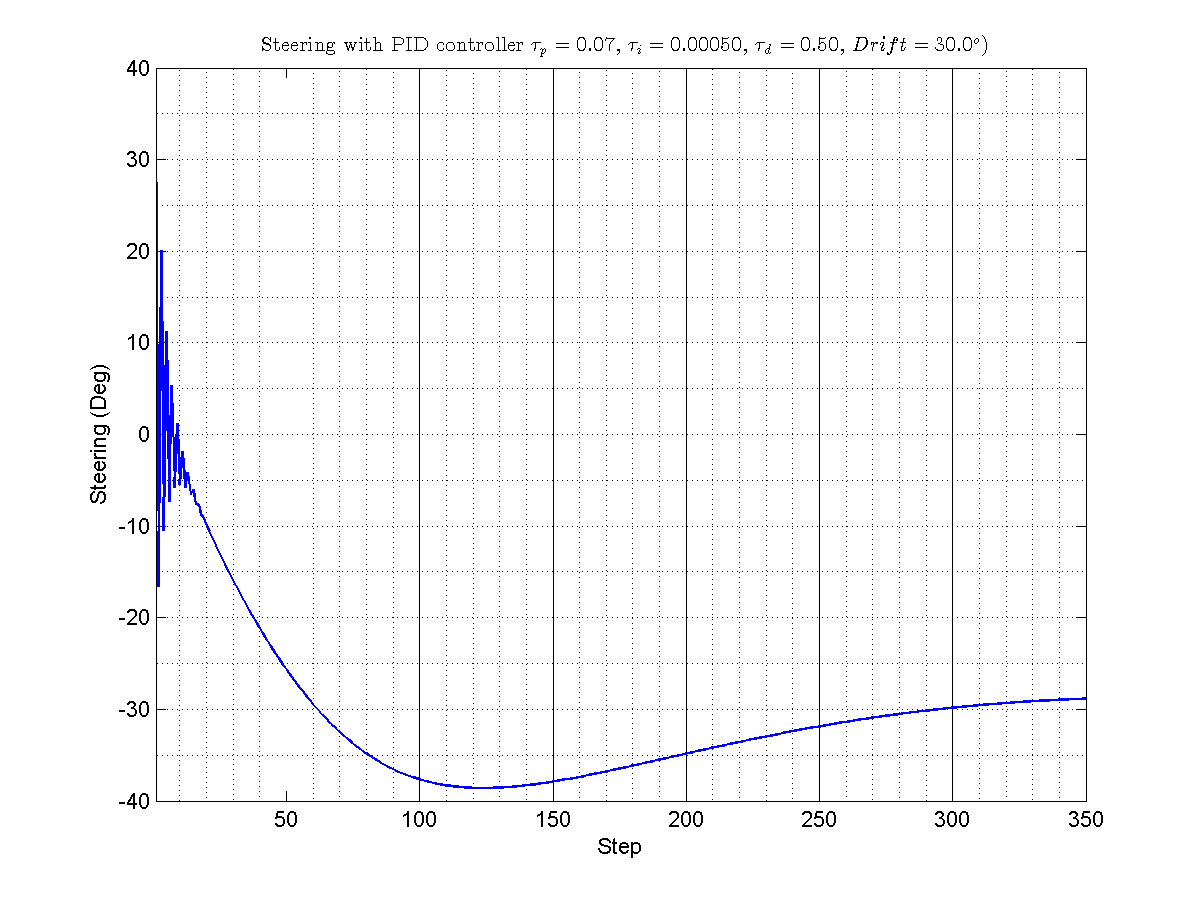 Steering with PID controller τp = 0.07, τi = 0.00050, τd = 0.50, Drift = 30.0°)
40
30
20
10
0
-10
-20
-30
-40
Steering (Deg)
50 100 150 200 250 300 350
Step